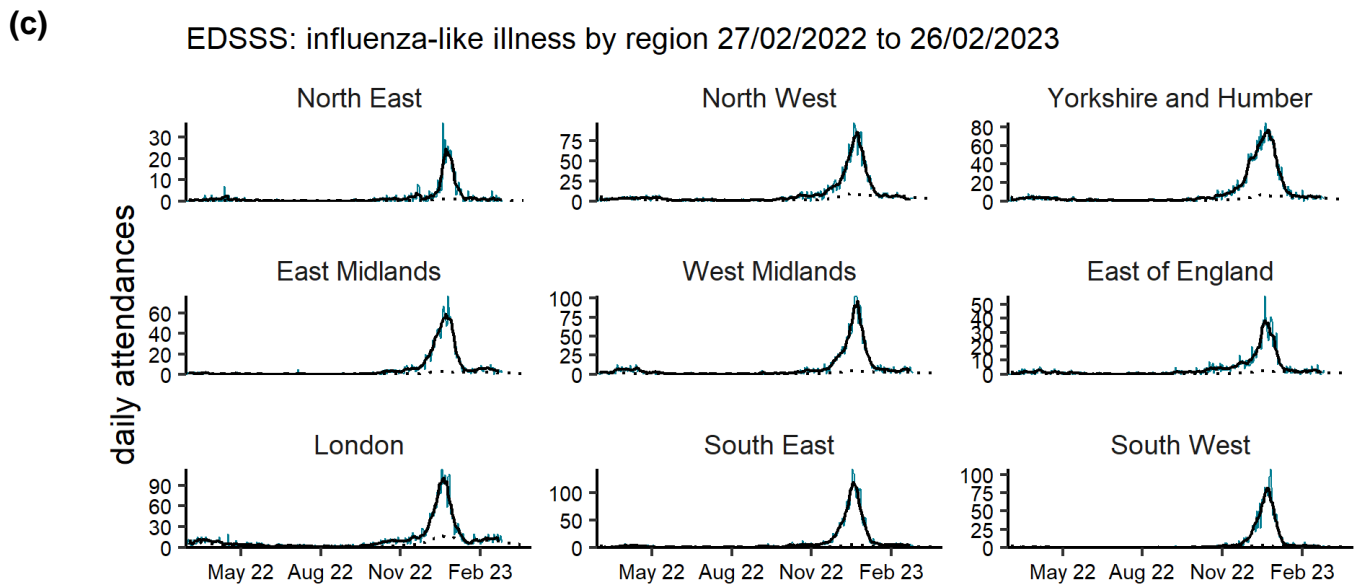 (c)
EDSSS: influenza-like illness by region 27/02/2022 to 26/02/2023
daily attendances
North East
30
20
10
0
North West
75
50
25
0
Yorkshire and Humber
80
60
40
20
0
East Midlands
60
40
20
0
West Midlands
100
75
50
25
0
East of England
50
40
30
20
10
0
London
90
60
30
0
May 22 Aug 22 Nov 22 Feb 23
South East
100
50
0
May 22 Aug 22 Nov 22 Feb 23
South West
100
75
50
25
0
May 22 Aug 22 Nov 22 Feb 23